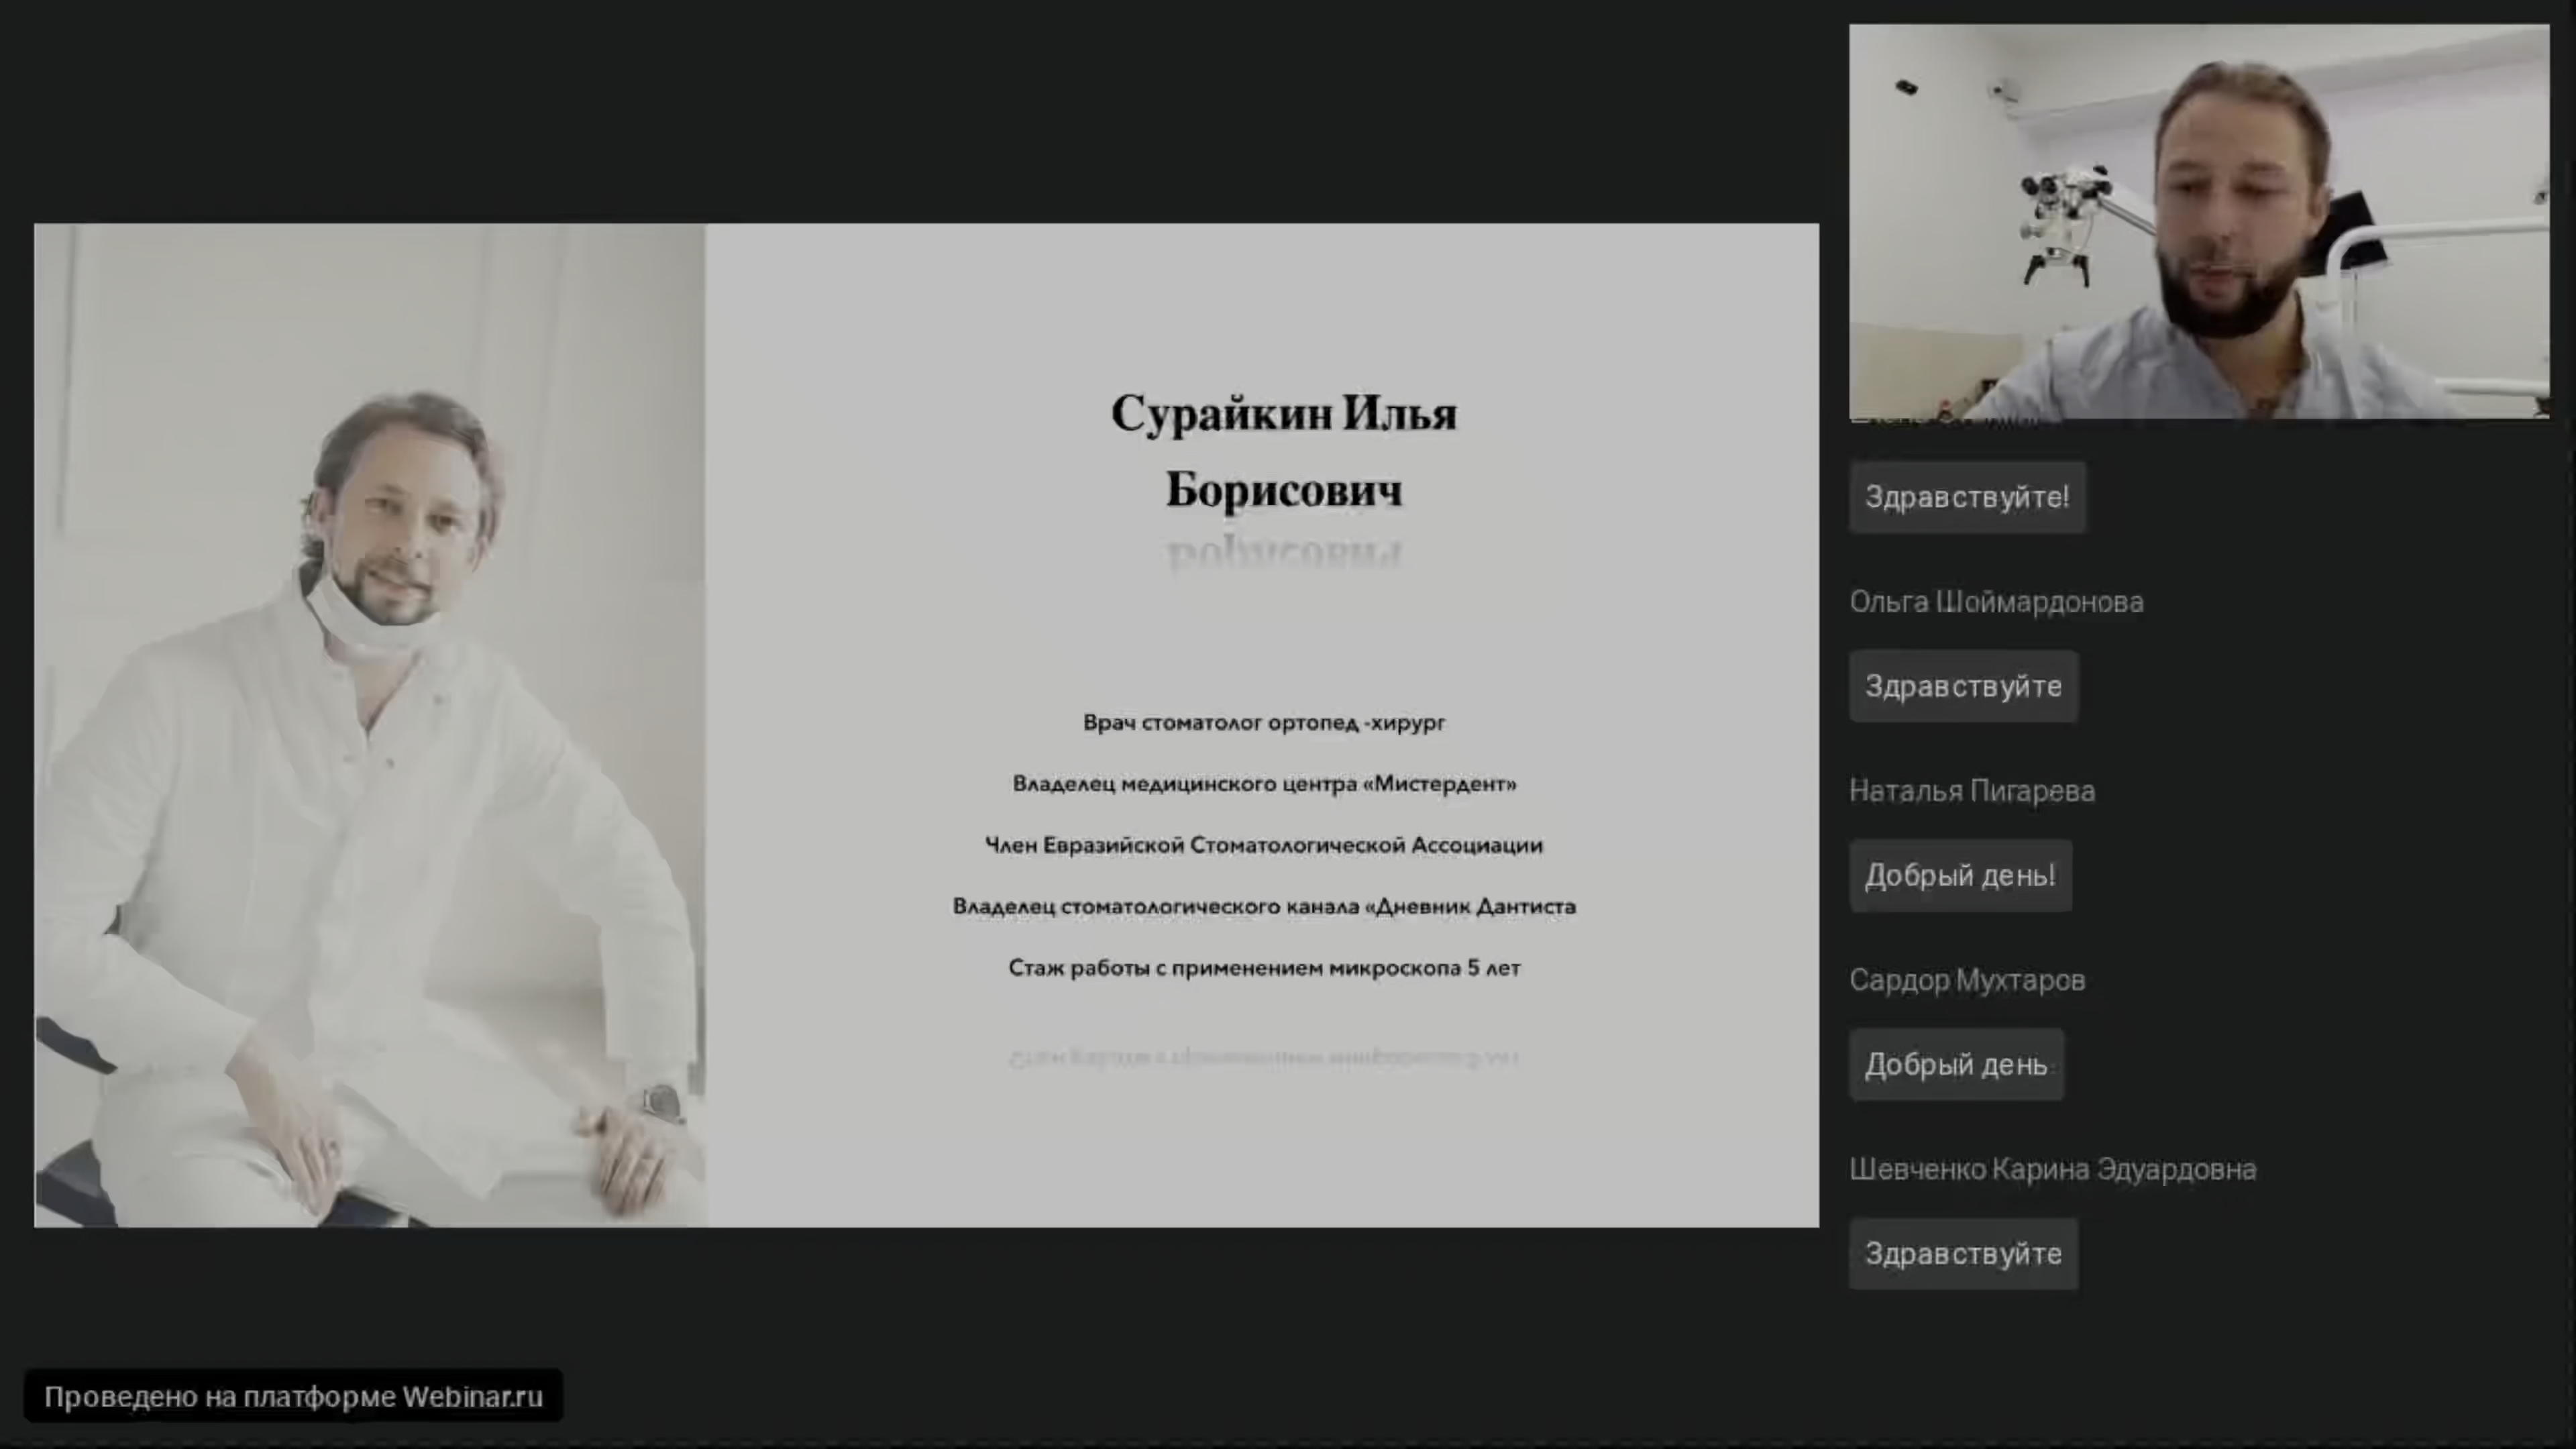 Сурайкин Илья
Борисович
Врач стоматолог ортопед -хирург
Владелец медицинского центра «Мистердент»
Член Евразийской Стоматологической Ассоциации
Владелец стоматологического канала «Дневник Дантиста
Стаж работы с применением микроскопа 5 лет
Здравствуйте!
Ольга Шоймардонова
Здравствуйте
Наталья Пигарева
Добрый день!
Сардор Мухтаров
Добрый день
Шевченко Карина Эдуардовна
Здравствуйте
Проведено на платформе Webinar.ru